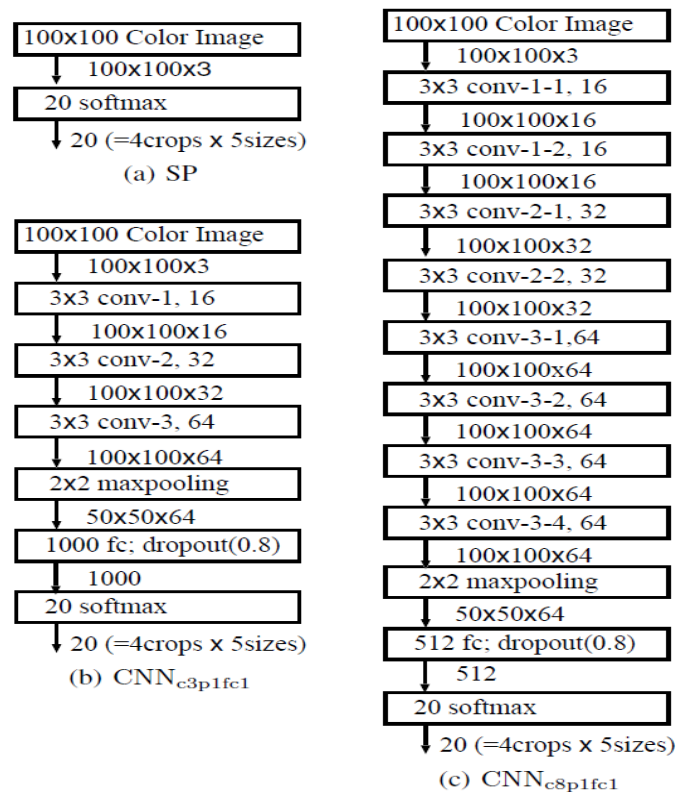 100x100 Color Image
100x100x3
20 softmax
20 (=4crops x 5sizes)
(a) SP
100x100 Color Image
100x100x3
3x3 conv-1, 16
100x100x16
3x3 conv-2, 32
100x100x32
3x3 conv-3, 64
100x100x64
2x2 maxpooling
50x50x64
1000 fc; dropout(0.8)
1000
20 softmax
20 (=4crops x 5sizes)
(b) CNNc3p1fc1
100x100 Color Image
100x100x3
3x3 conv-1-1, 16
100x100x16
3x3 conv-1-2, 16
100x100x16
3x3 conv-2-1, 32
100x100x32
3x3 conv-2-2, 32
100x100x32
3x3 conv-3-1,64
100x100x64
3x3 conv-3-2, 64
100x100x64
3x3 conv-3-3, 64
100x100x64
3x3 conv-3-4, 64
100x100x64
2x2 maxpooling
50x50x64
512 fc; dropout(0.8)
512
20 softmax
20 (=4crops x 5sizes)
(c) CNNc8p1fc1